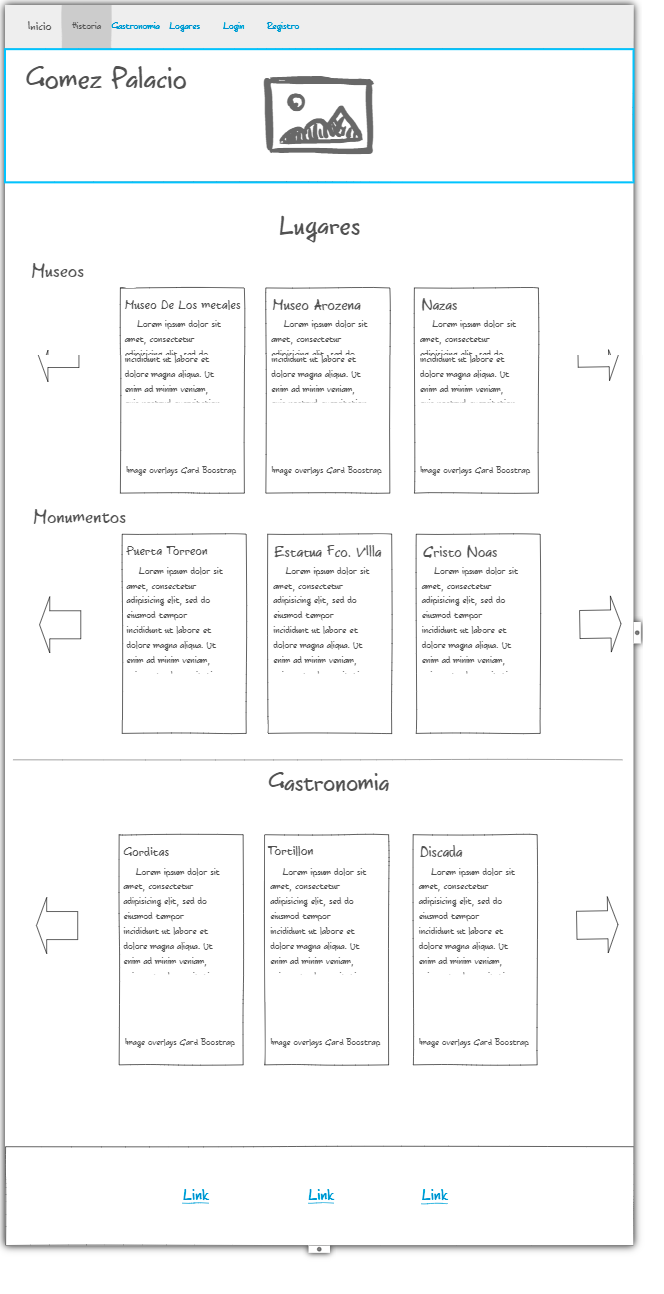 Inicio Historia Gastronomia Lugares Login Registro
Gomez Palacio
Lugares
Museos
Museo De Los metales
Lorem ipsum dolor sit
amet, consectetur
adipisicing elit, sed do
incididunt ut labore et
dolore magna aliqua. Ut
enim ad minim veniam,
Image overlays Card Boostrap
Museo Arozena
Lorem ipsum dolor sit
amet, consectetur
adipisicing elit, sed do
incididunt ut labore et
dolore magna aliqua. Ut
enim ad minim veniam,
Image overlays Card Boostrap
Nazas
Lorem ipsum dolor sit
amet, consectetur
adipisicing elit, sed do
incididunt ut labore et
dolore magna aliqua. Ut
enim ad minim veniam,
Image overlays Card Boostrap
Monumentos
Puerta Torreon
Lorem ipsum dolor sit
amet, consectetur
adipisicing elit, sed do
eiusmod tempor
incididunt ut labore et
dolore magna aliqua. Ut
enim ad minim veniam,
Estatua Fco. VIlla
Lorem ipsum dolor sit
amet, consectetur
adipisicing elit, sed do
eiusmod tempor
incididunt ut labore et
dolore magna aliqua. Ut
enim ad minim veniam,
Cristo Noas
Lorem ipsum dolor sit
amet, consectetur
adipisicing elit, sed do
eiusmod tempor
incididunt ut labore et
dolore magna aliqua. Ut
enim ad minim veniam,
Gastronomia
Gorditas
Lorem ipsum dolor sit
amet, consectetur
adipisicing elit, sed do
eiusmod tempor
incididunt ut labore et
dolore magna aliqua. Ut
enim ad minim veniam,
Image overlays Card Boostrap
Tortillon
Lorem ipsum dolor sit
amet, consectetur
adipisicing elit, sed do
eiusmod tempor
incididunt ut labore et
dolore magna aliqua. Ut
enim ad minim veniam,
Image overlays Card Boostrap
Discada
Lorem ipsum dolor sit
amet, consectetur
adipisicing elit, sed do
eiusmod tempor
incididunt ut labore et
dolore magna aliqua. Ut
enim ad minim veniam,
Image overlays Card Boostrap
Link Link Link